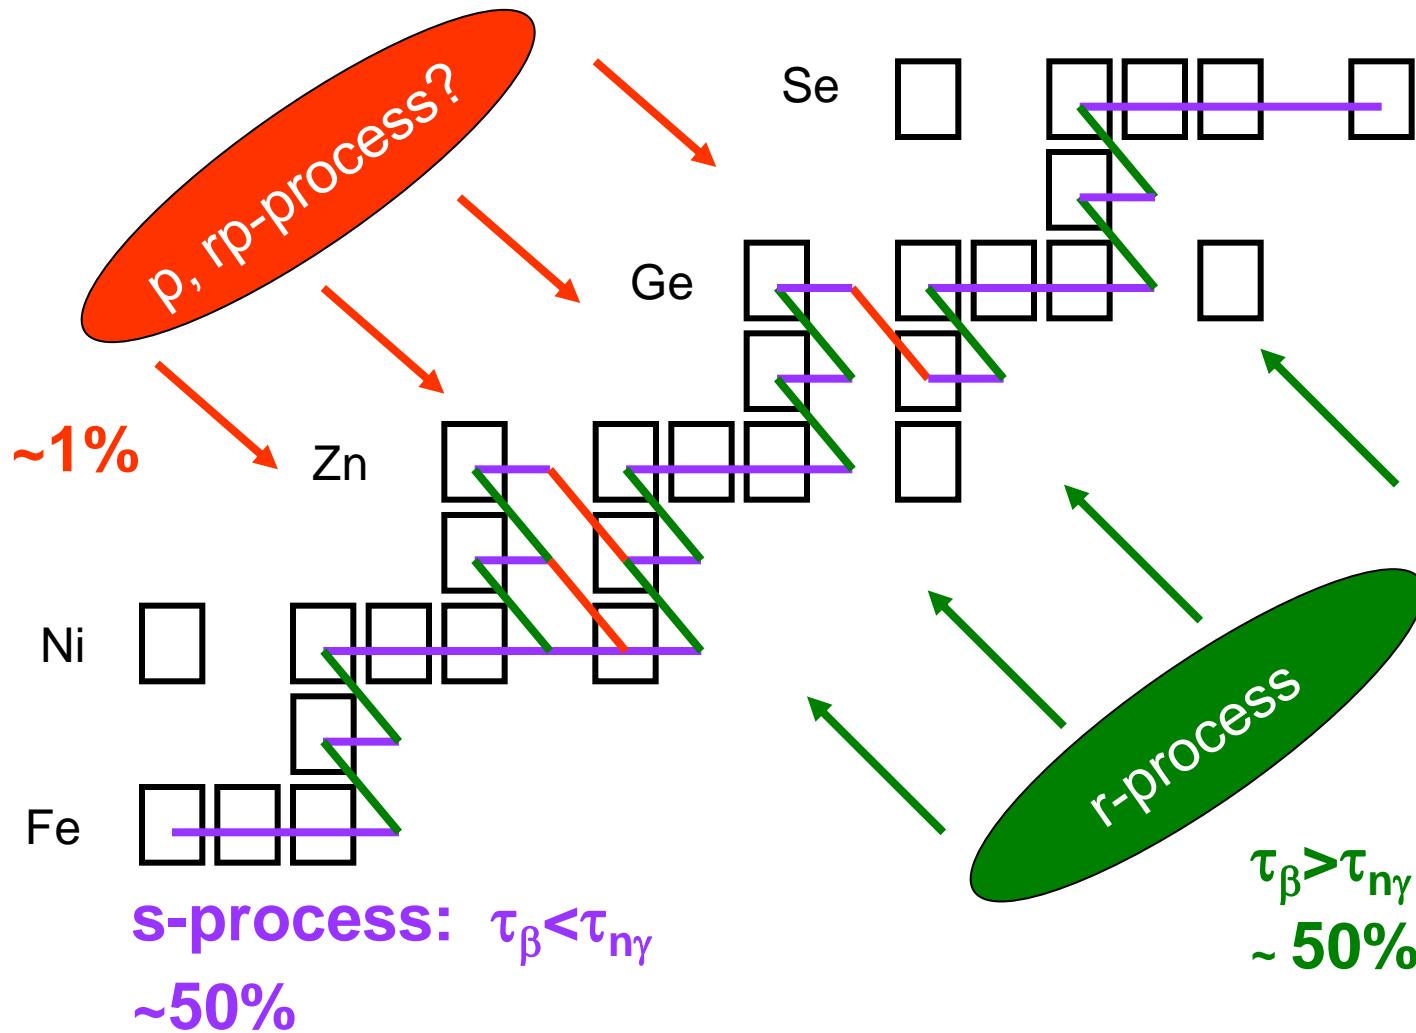 p, rp-process?
Se
Ge
~1%
Zn
Ni
r-process
Fe
τβ>τnγ
s-process: τβ<τnγ
~ 50%
~50%